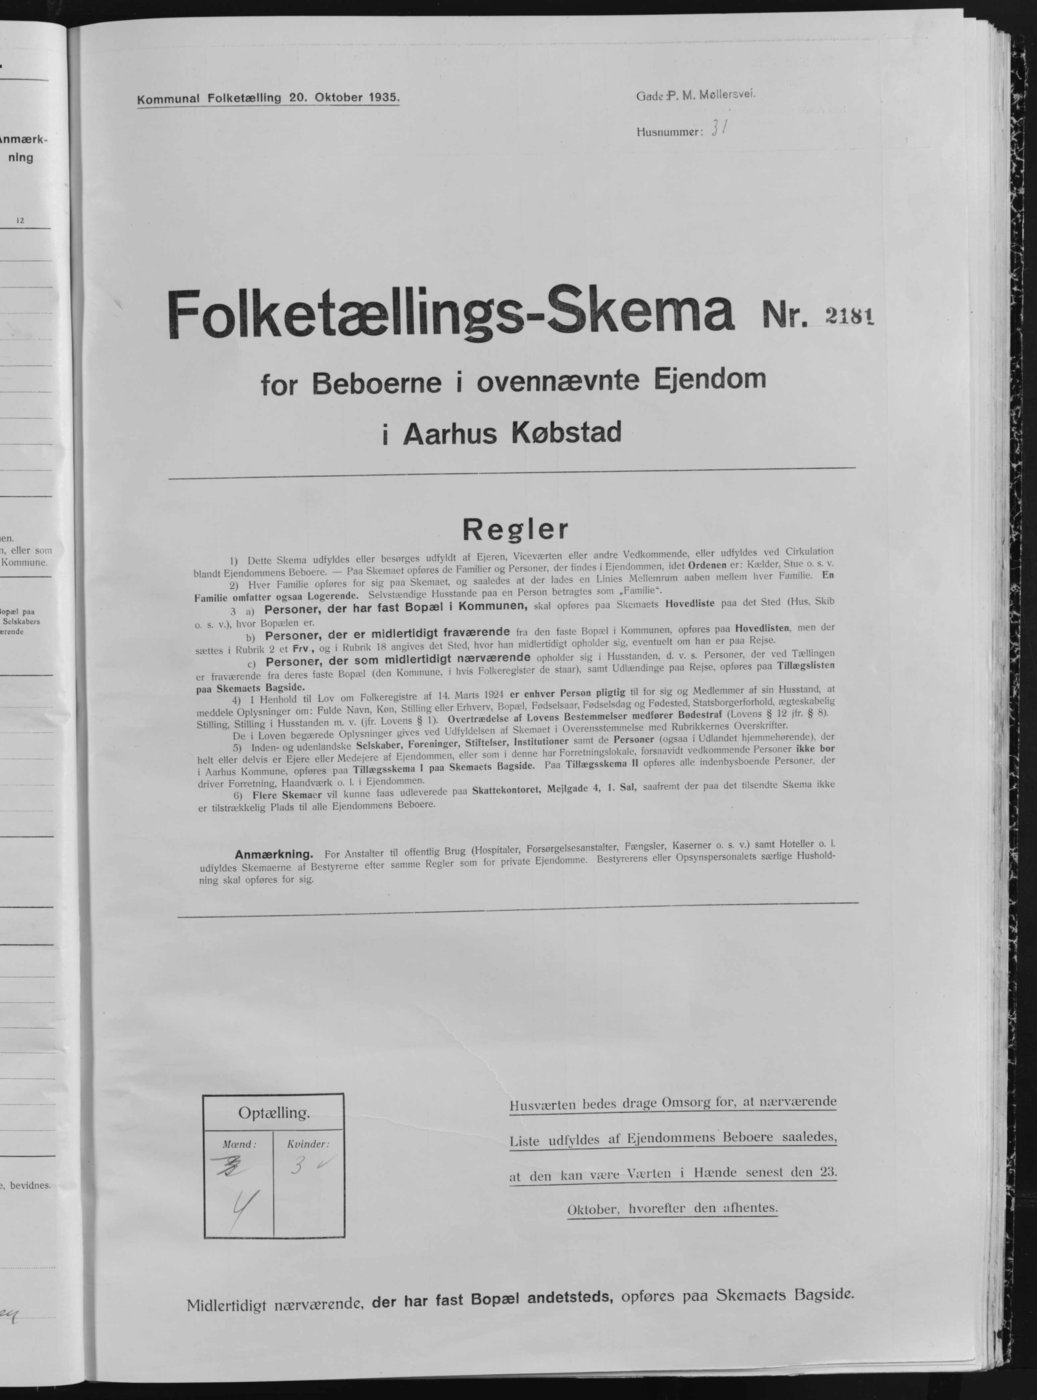 nmærk-
ning
12
en.
n, eller som
Kommune.
opæl paa
Selskabers
ærende
e, bevidnes.
Kommunal Folketælling 20. Oktober 1935.
Gade: P. M. Møllersvej.
Husnummer: 31
Folketællings-Skema Nr. 2181
for Beboerne i ovennævnte Ejendom
i Aarhus Købstad
Regler
1) Dette Skema udfyldes eller besørges udfyldt af Ejeren, Viceværten eller andre Vedkommende, eller udfyldes ved Cirkulation
blandt Ejendommens Beboere. — Paa Skemaet opføres de Familier og Personer, der findes i Ejendommen, idet Ordenen er: Kælder, Stue o. s. v.
2) Hver Familie opføres for sig paa Skemaet, og saaledes at der lades en Linies Mellemrum aaben mellem hver Familie. En
Familie omfatter ogsaa Logerende. Selvstændige Husstande paa en Person betragtes som „Familie“.
3 a) Personer, der har fast Bopæl i Kommunen, skal opføres paa Skemaets Hovedliste paa det Sted (Hus, Skib
o. s. v.), hvor Bopælen er.
b) Personer, der er midlertidigt fraværende fra den faste Bopæl i Kommunen, opføres paa Hovedlisten, men der
sættes i Rubrik 2 et Frv., og i Rubrik 18 angives det Sted, hvor han midlertidigt opholder sig, eventuelt om han er paa Rejse.
c) Personer, der som midlertidigt nærværende opholder sig i Husstanden, d. v. s. Personer, der ved Tællingen
er fraværende fra deres faste Bopæl (den Kommune, i hvis Folkeregister de staar), samt Udlændinge paa Rejse, opføres paa Tillægslisten
paa Skemaets Bagside.
4) I Henhold til Lov om Folkeregistre af 14. Marts 1924 er enhver Person pligtig til for sig og Medlemmer af sin Husstand, at
meddele Oplysninger om: Fulde Navn, Køn, Stilling eller Erhverv, Bopæl, Fødselsaar, Fødselsdag og Fødested, Statsborgerforhold, ægteskabelig
Stilling, Stilling i Husstanden m. v. (jfr. Lovens § 1). Overtrædelse af Lovens Bestemmelser medfører Bødestraf (Lovens § 12 jfr. § 8).
De i Loven begærede Oplysninger gives ved Udfyldelsen af Skemaet i Overensstemmelse med Rubrikkernes Overskrifter.
5) Inden- og udenlandske Selskaber, Foreninger, Stiftelser, Institutioner samt de Personer (ogsaa i Udlandet hjemmehørende), der
helt eller delvis er Ejere eller Medejere af Ejendommen, eller som i denne har Forretningslokale, forsaavidt vedkommende Personer ikke bor
i Aarhus Kommune, opføres paa Tillægsskema I paa Skemaets Bagside. Paa Tillægsskema II opføres alle indenbysboende Personer, der
driver Forretning, Haandværk o. l. i Ejendommen.
6) Flere Skemaer vil kunne faas udleverede paa Skattekontoret, Mejlgade 4, 1. Sal, saafremt der paa det tilsendte Skema ikke
er tilstrækkelig Plads til alle Ejendommens Beboere.
Anmærkning. For Anstalter til offentlig Brug (Hospitaler, Forsørgelsesanstalter, Fængsler, Kaserner o. s. v.) samt Hoteller o. l.
udfyldes Skemaerne af Bestyrerne efter samme Regler som for private Ejendomme. Bestyrerens eller Opsynspersonalets særlige Hushold-
ning skal opføres for sig.
Optælling.
Mænd: Kvinder:
3
4
Husværten bedes drage Omsorg for, at nærværende
Liste udfyldes af Ejendommens Beboere saaledes,
at den kan være Værten i Hænde senest den 23.
Oktober, hvorefter den afhentes.
Midlertidigt nærværende, der har fast Bopæl andetsteds, opføres paa Skemaets Bagside.